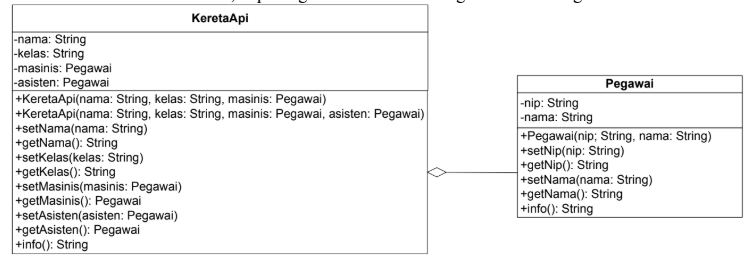 KeretaApi
-nama: String
-kelas: String
-masinis: Pegawai
-asisten: Pegawai
+KeretaApi(nama: String, kelas: String, masinis: Pegawai)
+KeretaApi(nama: String, kelas: String, masinis: Pegawai, asisten: Pegawai)
+setNama(nama: String)
+getNama(): String
+setKelas(kelas: String)
+getKelas(): String
+setMasinis(masinis: Pegawai)
+getMasinis(): Pegawai
+setAsisten(asisten: Pegawai)
+getAsisten(): Pegawai
+info(): String
Pegawai
-nip: String
-nama: String
+Pegawai(nip; String, nama: String)
+setNip(nip: String)
+getNip(): String
+setNama(nama: String)
+getNama(): String
+info(): String